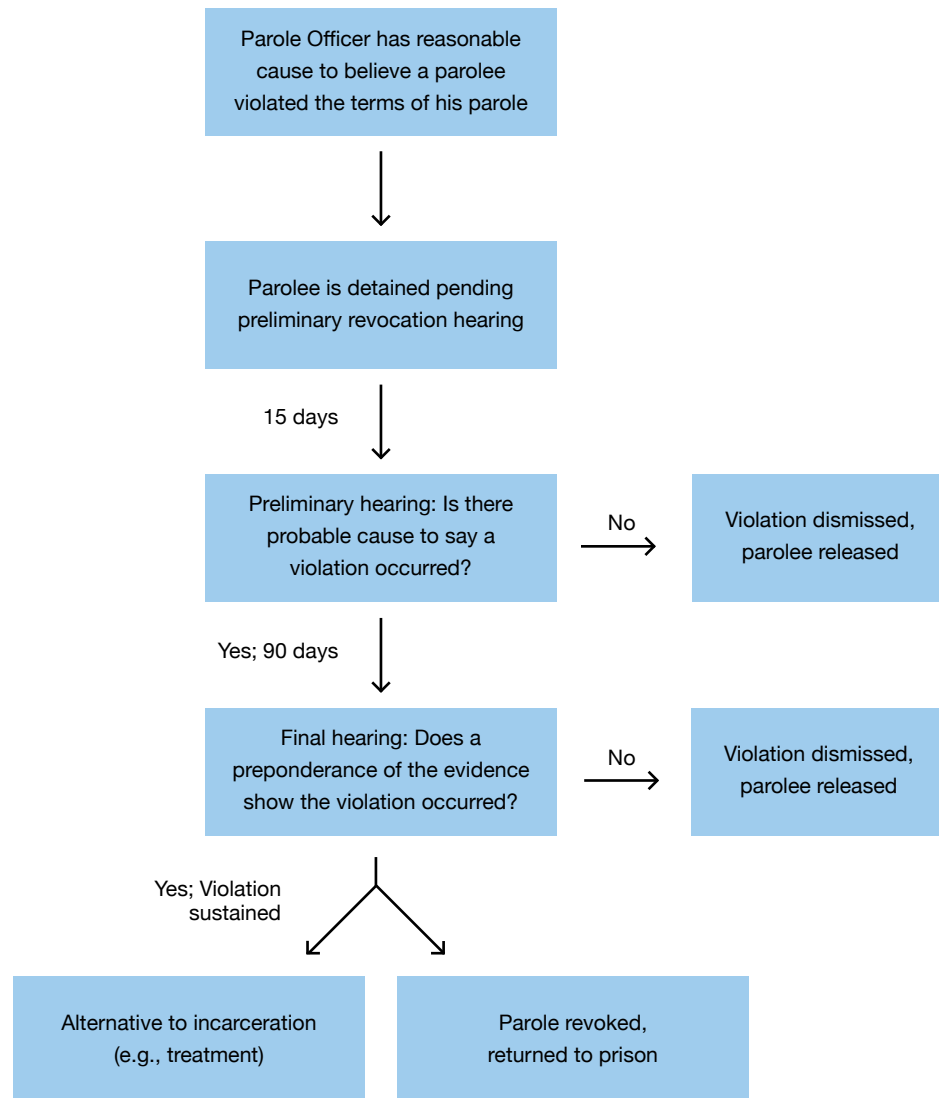 Parole Officer has reasonable
cause to believe a parolee
violated the terms of his parole
Parolee is detained pending
preliminary revocation hearing
15 days
Preliminary hearing: Is there
probable cause to say a
violation occurred?
No
Violation dismissed,
parolee released
Yes; 90 days
Final hearing: Does a
preponderance of the evidence
show the violation occurred?
No
Violation dismissed,
parolee released
Yes; Violation
sustained
Alternative to incarceration
(e.g., treatment)
Parole revoked,
returned to prison